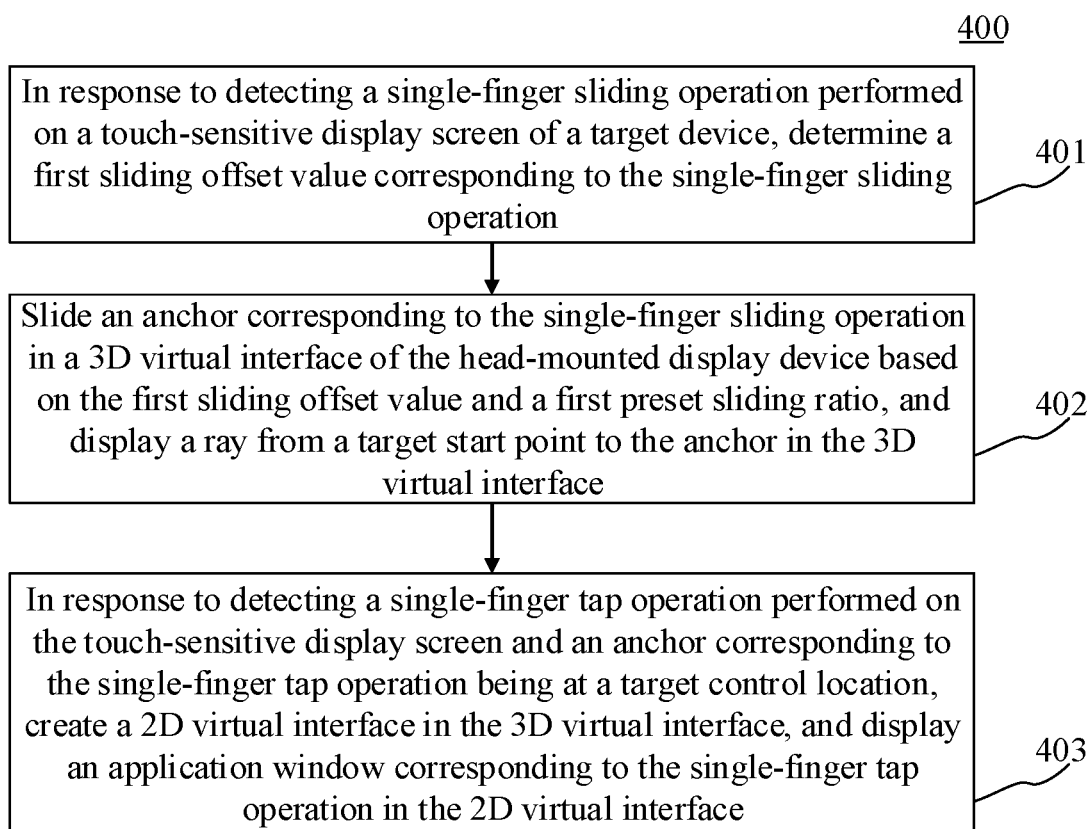 400
In response to detecting a single-finger sliding operation performed
on a touch-sensitive display screen of a target device, determine a
first sliding offset value corresponding to the single-finger sliding
operation
401
Slide an anchor corresponding to the single-finger sliding operation
in a 3D virtual interface of the head-mounted display device based
on the first sliding offset value and a first preset sliding ratio, and
display a ray from a target start point to the anchor in the 3D
virtual interface
402
In response to detecting a single-finger tap operation performed on
the touch-sensitive display screen and an anchor corresponding to
the single-finger tap operation being at a target control location,
create a 2D virtual interface in the 3D virtual interface, and display
an application window corresponding to the single-finger tap
operation in the 2D virtual interface
403